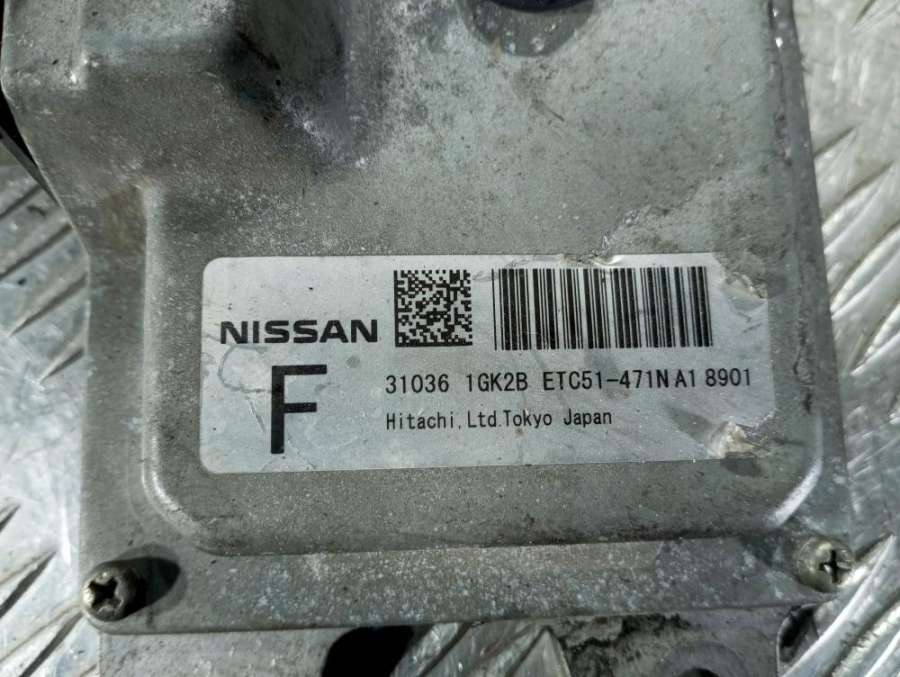 NISSAN
F
31036 1GK2B ETC51-471N A1 8901
Hitachi,Ltd.Tokyo Japan